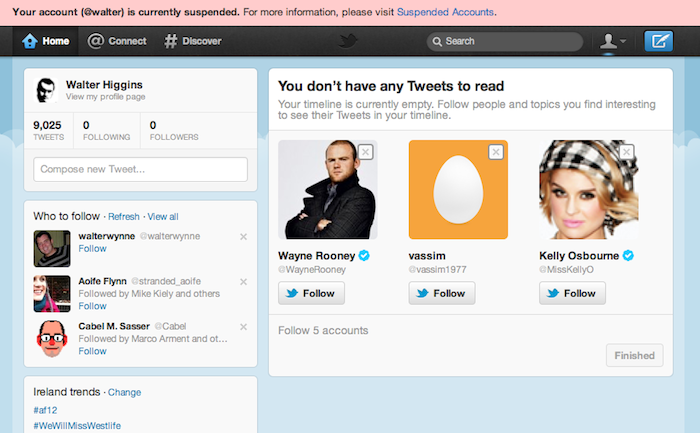 Your account (@walter) is currently suspended. For more information, please visit Suspended Accounts.
Home
@ Connect
# Discover
Search
Walter Higgins
View my profile page
9,025
TWEETS
0
FOLLOWING
0
FOLLOWERS
Compose new Tweet...
Who to follow · Refresh · View all
walterwynne @walterwynne
Follow
Aoife Flynn @stranded_aoife
Followed by Mike Kiely and others
Follow
Cabel M. Sasser @Cabel
Followed by Marco Arment and ot...
Follow
Ireland trends · Change
#af12
#WeWillMissWestlife
You don't have any Tweets to read
Your timeline is currently empty. Follow people and topics you find interesting
to see their Tweets in your timeline.
Wayne Rooney
@WayneRooney
Follow
vassim
@vassim1977
Follow
Kelly Osbourne
@MissKellyO
Follow
Follow 5 accounts
Finished